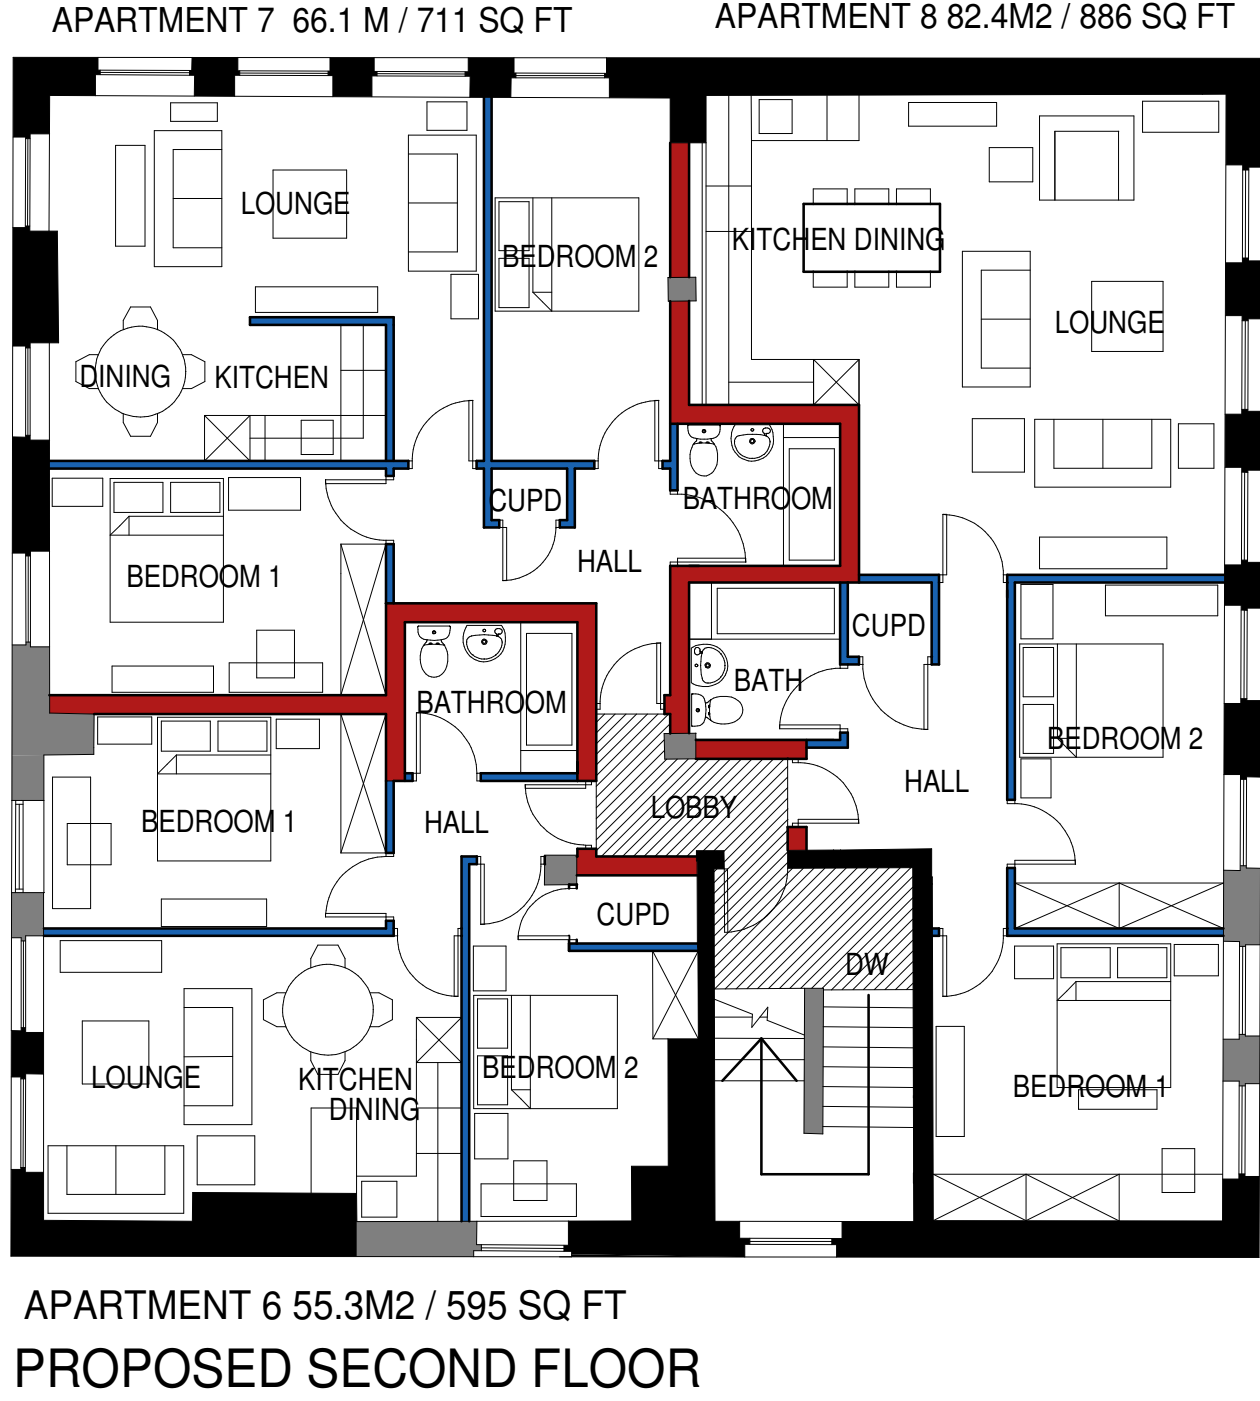 APARTMENT 7 66.1 M / 711 SQ FT
APARTMENT 8 82.4M2 / 886 SQ FT
LOUNGE
BEDROOM 2
KITCHEN DINING
LOUNGE
DINING
KITCHEN
CUPD
BATHROOM
HALL
BEDROOM 1
CUPD
BATH
BATHROOM
BEDROOM 2
HALL
LOBBY
BEDROOM 1
HALL
CUPD
DW
LOUNGE
KITCHEN
DINING
BEDROOM 2
BEDROOM 1
APARTMENT 6 55.3M2 / 595 SQ FT
PROPOSED SECOND FLOOR